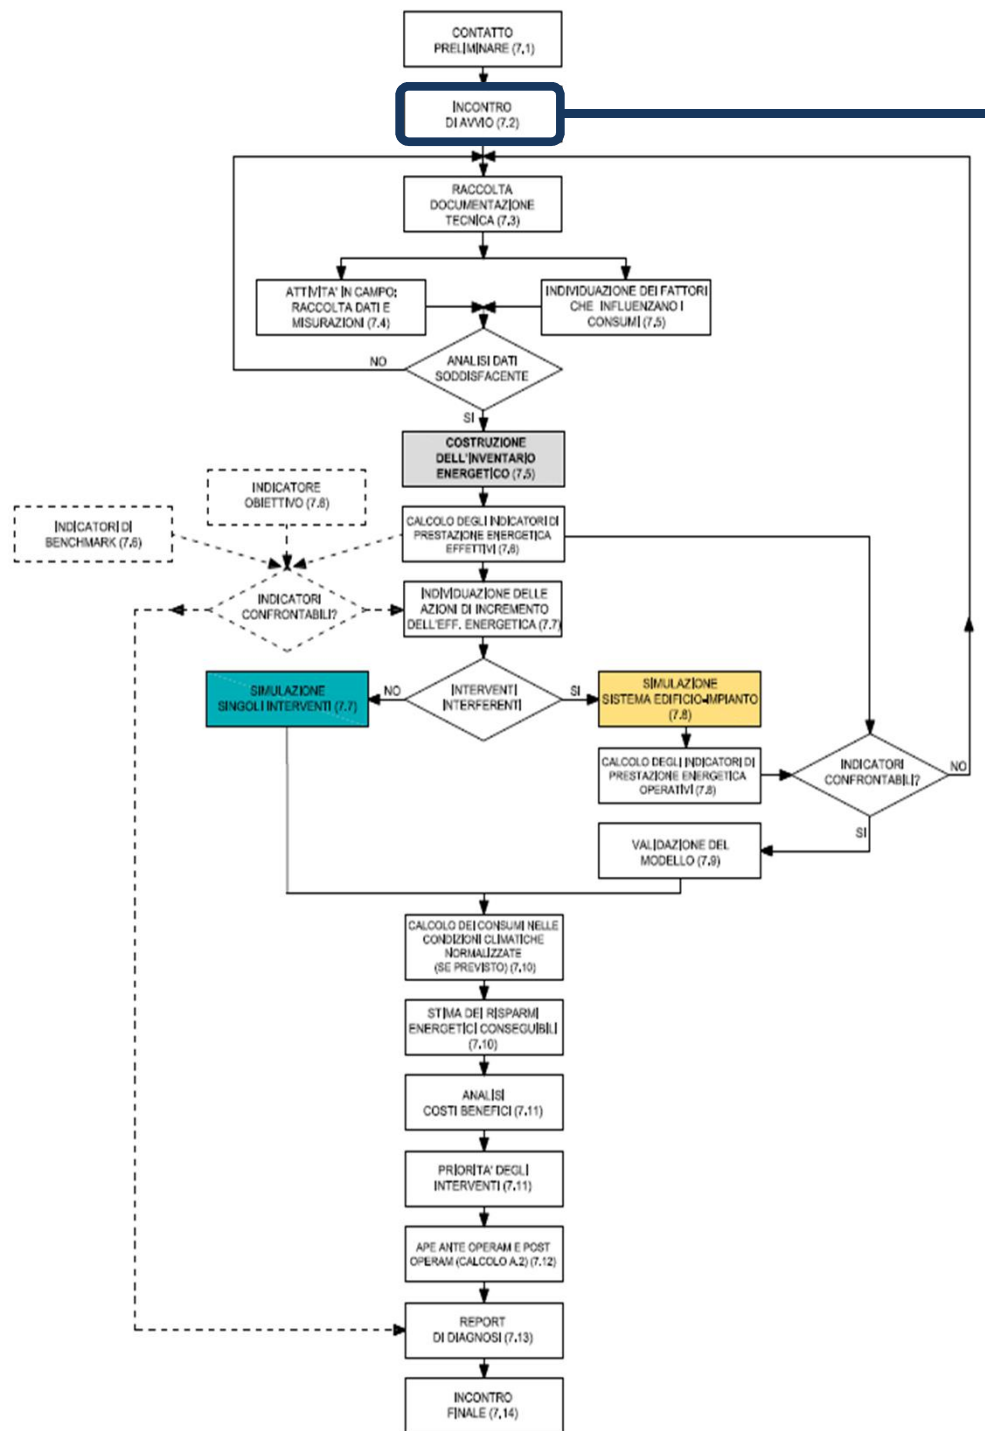 CONTATTO
PRELIMINARE (7.1)
INCONTRO
DI AVVIO (7.2)
RACCOLTA
DOCUMENTAZIONE
TECNICA (7.3)
ATTIVITA' IN CAMPO:
RACCOLTA DATI E
MISURAZIONI (7.4)
INDIVIDUAZIONE DEI FATTORI
CHE INFLUENZANO I
CONSUMI (7.5)
NO
ANALISI DATI
SODDISFACENTE
SI
COSTRUZIONE
DELL'INVENTARIO
ENERGETICO (7.5)
INDICATORE
OBIETTIVO (7.6)
INDICATORI DI
BENCHMARK (7.6)
CALCOLO DEGLI INDICATORI DI
PRESTAZIONE ENERGETICA
EFFETTIVI (7.6)
INDICATORI
CONFRONTABILI?
INDIVIDUAZIONE DELLE
AZIONI DI INCREMENTO
DELL'EFF. ENERGETICA (7.7)
SIMULAZIONE
SINGOLI INTERVENTI (7.7)
NO
INTERVENTI
INTERFERENTI
SI
SIMULAZIONE
SISTEMA EDIFICIO-IMPIANTO
(7.8)
CALCOLO DEGLI INDICATORI DI
PRESTAZIONE ENERGETICA
OPERATIVI (7.8)
INDICATORI
CONFRONTABILI?
NO
SI
VALIDAZIONE DEL
MODELLO (7.9)
CALCOLO DEI CONSUMI NELLE
CONDIZIONI CLIMATICHE
NORMALIZZATE
(SE PREVISTO) (7.10)
STIMA DEI RISPARMI
ENERGETICI CONSEGUIBILI
(7.10)
ANALISI
COSTI BENEFICI (7.11)
PRIORITA' DEGLI
INTERVENTI (7.11)
APE ANTE OPERAM E POST
OPERAM (CALCOLO A.2) (7.12)
REPORT
DI DIAGNOSI (7.13)
INCONTRO
FINALE (7.14)